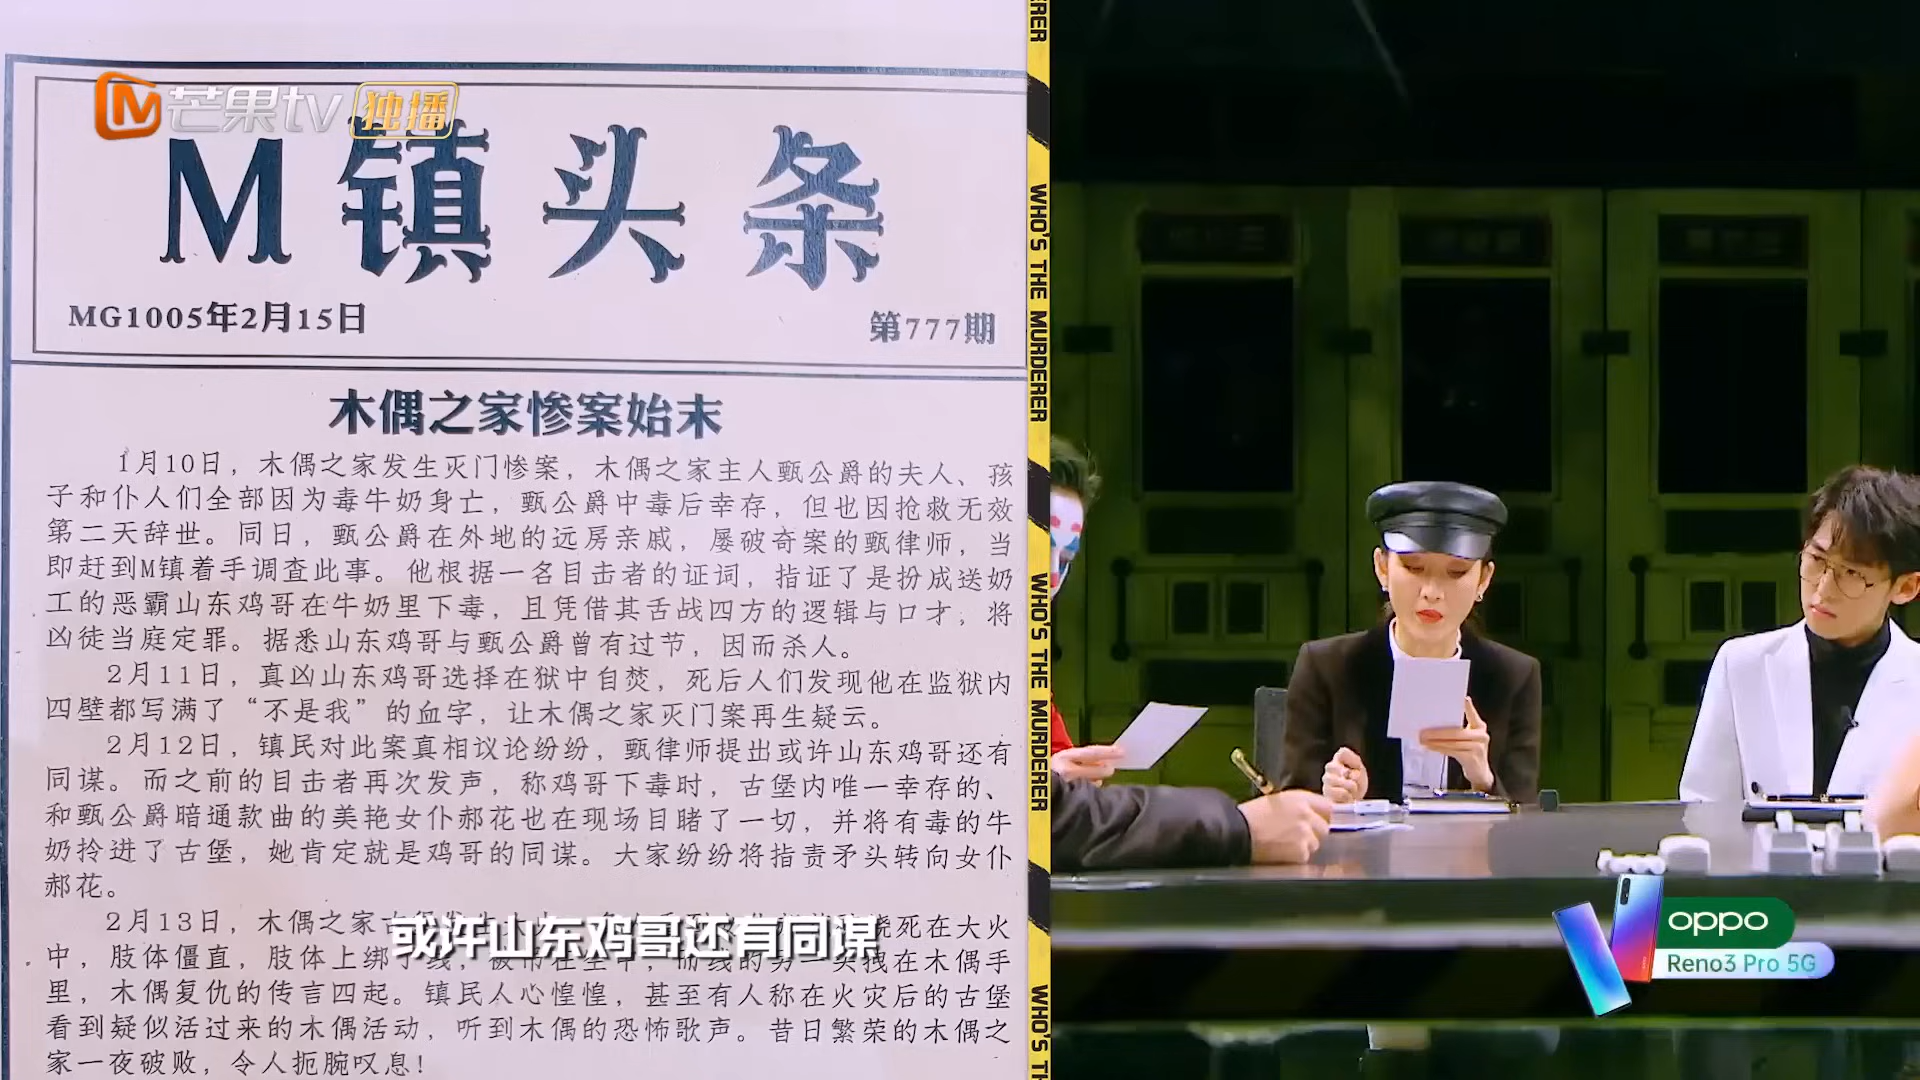 芒果tv 独播
M镇头条
MG1005年2月15日
第777期
木偶之家惨案始末
1月10日，木偶之家发生灭门惨案，木偶之家主人甄公爵的夫人、孩
子和仆人们全部因为毒牛奶身亡，甄公爵中毒后幸存，但也因抢救无效
第二天辞世。同日，甄公爵在外地的远房亲戚，屡破奇案的甄律师，当
即赶到M镇着手调查此事。他根据一名目击者的证词，指证了是扮成送奶
工的恶霸山东鸡哥在牛奶里下毒，且凭借其舌战四方的逻辑与口才，将
凶徒当庭定罪。据悉山东鸡哥与甄公爵曾有过节，因而杀人。
2月11日，真凶山东鸡哥选择在狱中自焚，死后人们发现他在监狱内
四壁都写满了“不是我”的血字，让木偶之家灭门案再生疑云。
2月12日，镇民对此案真相议论纷纷，甄律师提出或许山东鸡哥还有
同谋。而之前的目击者再次发声，称鸡哥下毒时，古堡内唯一幸存的、
和甄公爵暗通款曲的美艳女仆郝花也在现场目睹了一切，并将有毒的牛
奶拎进了古堡，她肯定就是鸡哥的同谋。大家纷纷将指责矛头转向女仆
郝花。
2月13日，木偶之家 烧死在大火
中，肢体僵直，肢体上绑 在木偶手
里，木偶复仇的传言四起。镇民人心惶惶，甚至有人称在火灾后的古堡
看到疑似活过来的木偶活动，听到木偶的恐怖歌声。昔日繁荣的木偶之
家一夜破败，令人扼腕叹息！
或许山东鸡哥还有同谋
RER
WHO'S THE MURDERER
WHO'S THE MURDERER
WHO'S TH
oppo
Reno3 Pro 5G